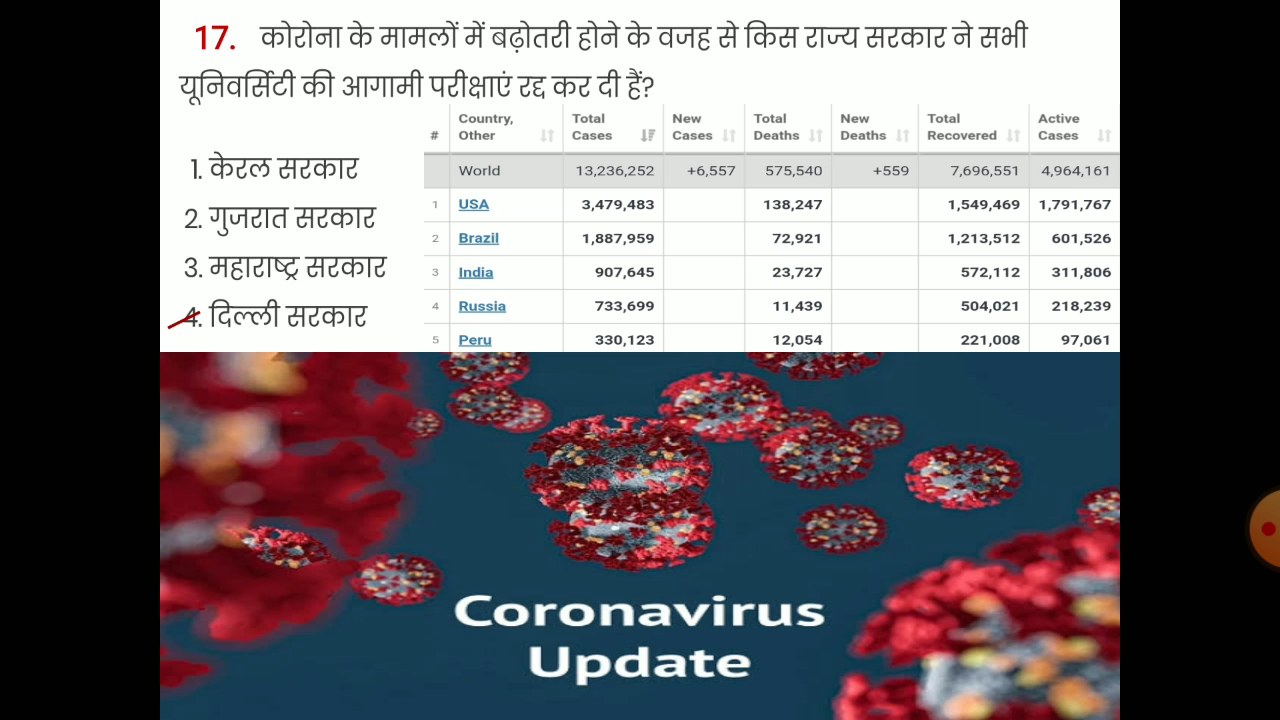 17. कोरोना के मामलों में बढ़ोतरी होने के वजह से किस राज्य सरकार ने सभी
यूनिवर्सिटी की आगामी परीक्षाएं रद्द कर दी हैं?
1. केरल सरकार
2. गुजरात सरकार
3. महाराष्ट्र सरकार
4. दिल्ली सरकार
# Country, Other Total Cases New Cases Total Deaths New Deaths Total Recovered Active Cases
World 13,236,252 +6,557 575,540 +559 7,696,551 4,964,161
1 USA 3,479,483 138,247 1,549,469 1,791,767
2 Brazil 1,887,959 72,921 1,213,512 601,526
3 India 907,645 23,727 572,112 311,806
4 Russia 733,699 11,439 504,021 218,239
5 Peru 330,123 12,054 221,008 97,061
Coronavirus
Update